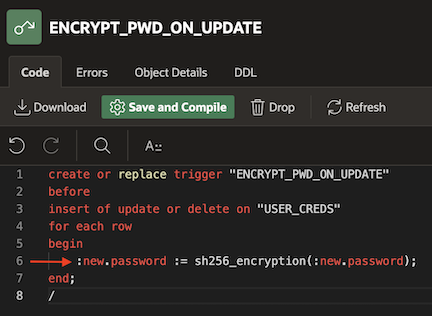 ENCRYPT_PWD_ON_UPDATE
Code Errors Object Details DDL
Download Save and Compile Drop Refresh
A
1 create or replace trigger "ENCRYPT_PWD_ON_UPDATE"
2 before
3 insert of update or delete on "USER_CREDS"
4 for each row
5 begin
6 :new.password := sh256_encryption(:new.password);
7 end;
8 /